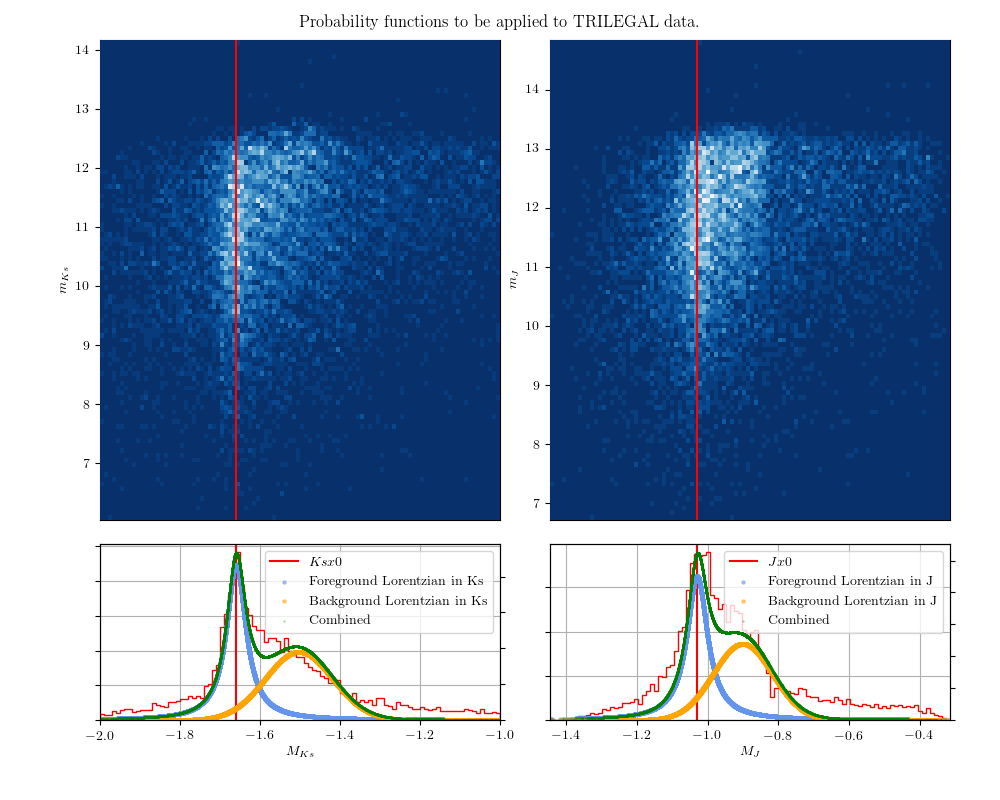 Probability functions to be applied to TRILEGAL data.
14
13
12
11
10
9
8
7
m_{Ks}
14
13
12
11
10
9
8
7
m_J
Ksx0
Foreground Lorentzian in Ks
Background Lorentzian in Ks
Combined
−2.0 −1.8 −1.6 −1.4 −1.2 −1.0
M_{Ks}
Jx0
Foreground Lorentzian in J
Background Lorentzian in J
Combined
−1.4 −1.2 −1.0 −0.8 −0.6 −0.4
M_J